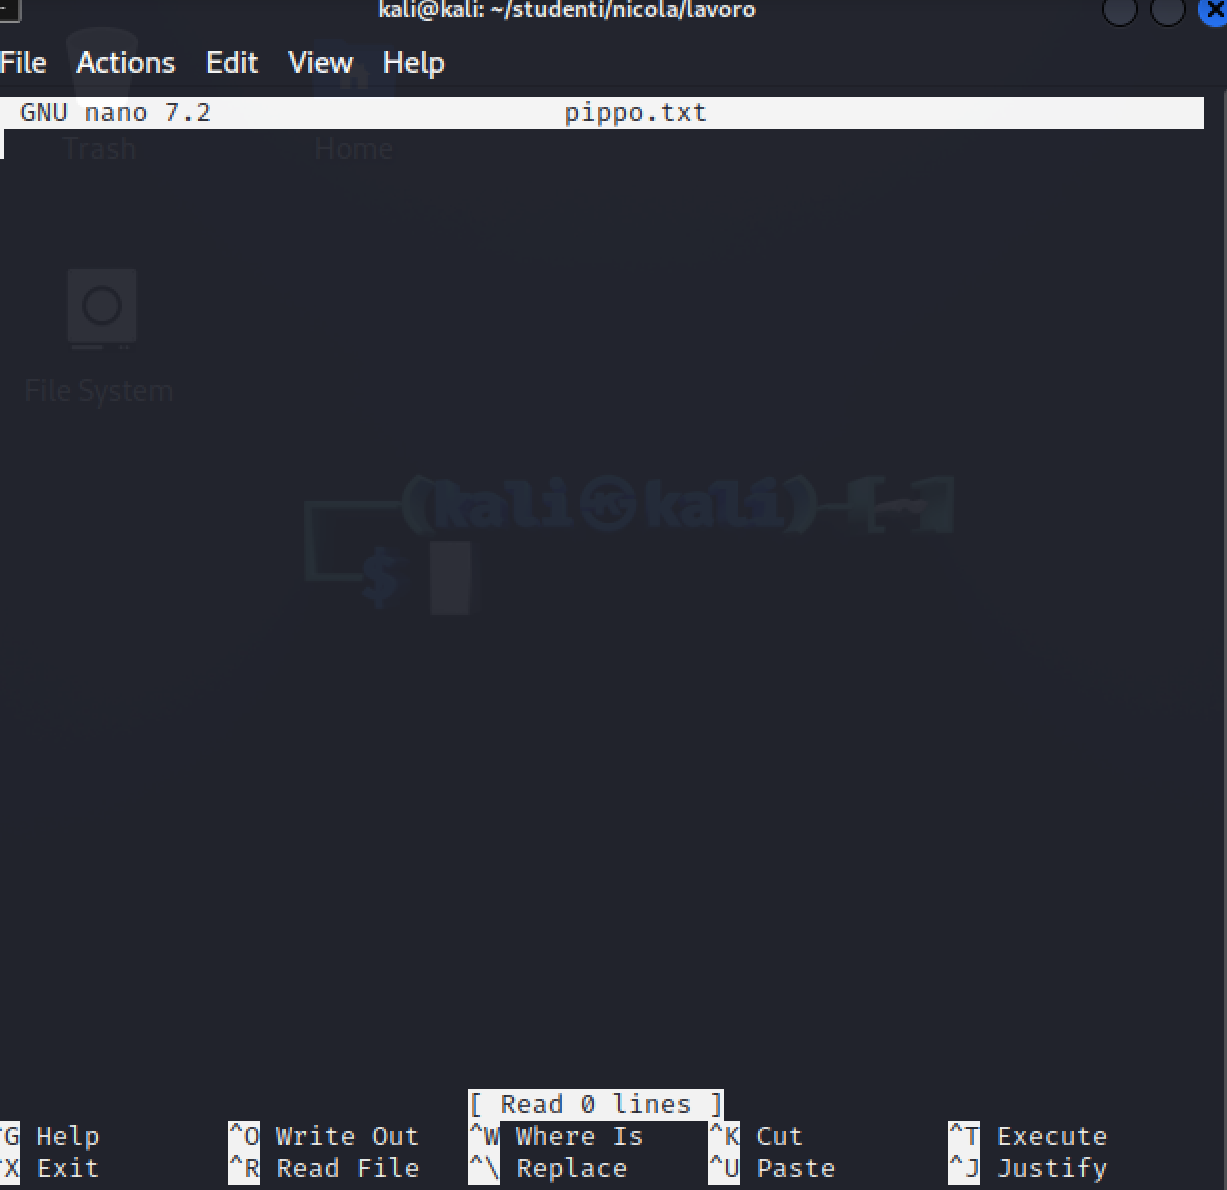 kali@kali: ~/studenti/nicola/lavoro
File Actions Edit View Help
GNU nano 7.2 pippo.txt
Trash Home
File System
(kali kali)-[~]
$
[ Read 0 lines ]
^G Help ^O Write Out ^W Where Is ^K Cut ^T Execute
^X Exit ^R Read File ^\ Replace ^U Paste ^J Justify